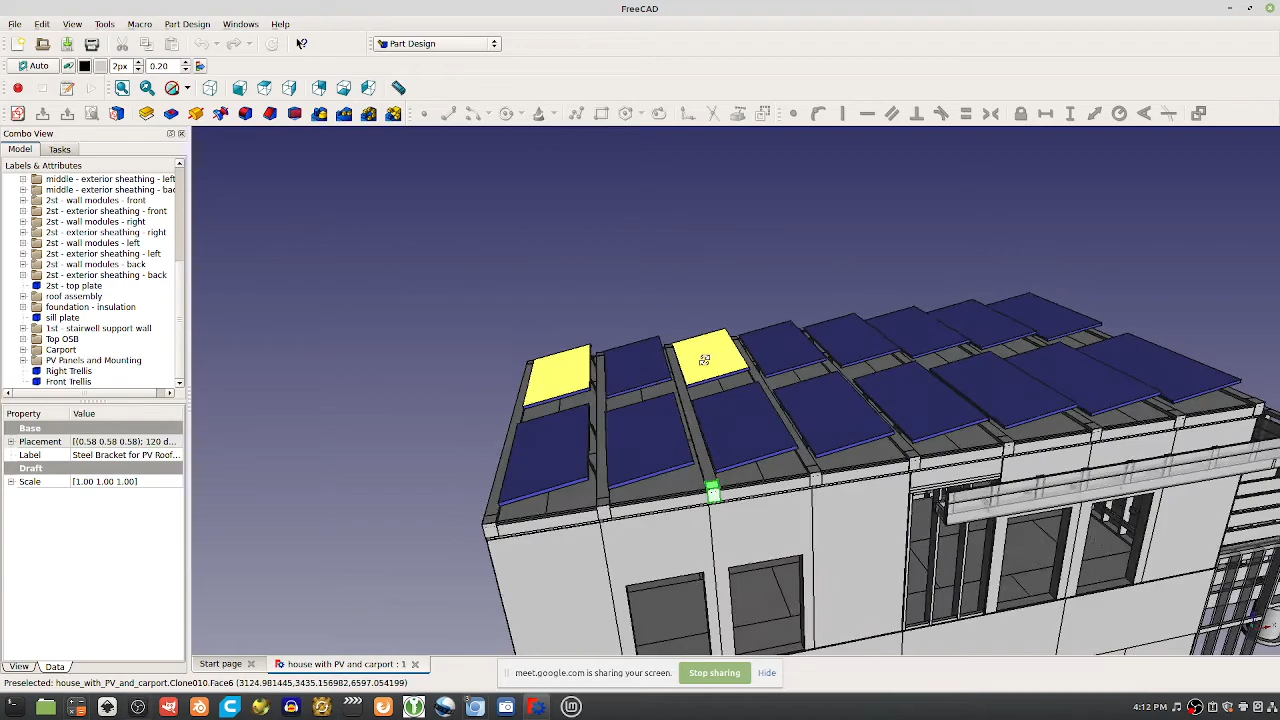 FreeCAD
File Edit View Tools Macro Part Design Windows Help
Part Design
Auto 2px 0.20
Combo View
Model Tasks
Labels & Attributes
middle - exterior sheathing - left
middle - exterior sheathing - bac
2st - wall modules - front
2st - exterior sheathing - front
2st - wall modules - right
2st - exterior sheathing - right
2st - wall modules - left
2st - exterior sheathing - left
2st - wall modules - back
2st - exterior sheathing - back
2st - top plate
roof assembly
foundation - insulation
sill plate
1st - stairwell support wall
Top OSB
Carport
PV Panels and Mounting
Right Trellis
Front Trellis
Property Value
Base
Placement [(0.58 0.58 0.58); 120 d...
Label Steel Bracket for PV Roof...
Draft
Scale [1.00 1.00 1.00]
View Data
Start page house with PV and carport : 1
meet.google.com is sharing your screen. Stop sharing Hide
Preselected: house_with_PV_and_carport.Clone010.Face6 (3124.981445,3435.156982,6597.054199)
4:12 PM